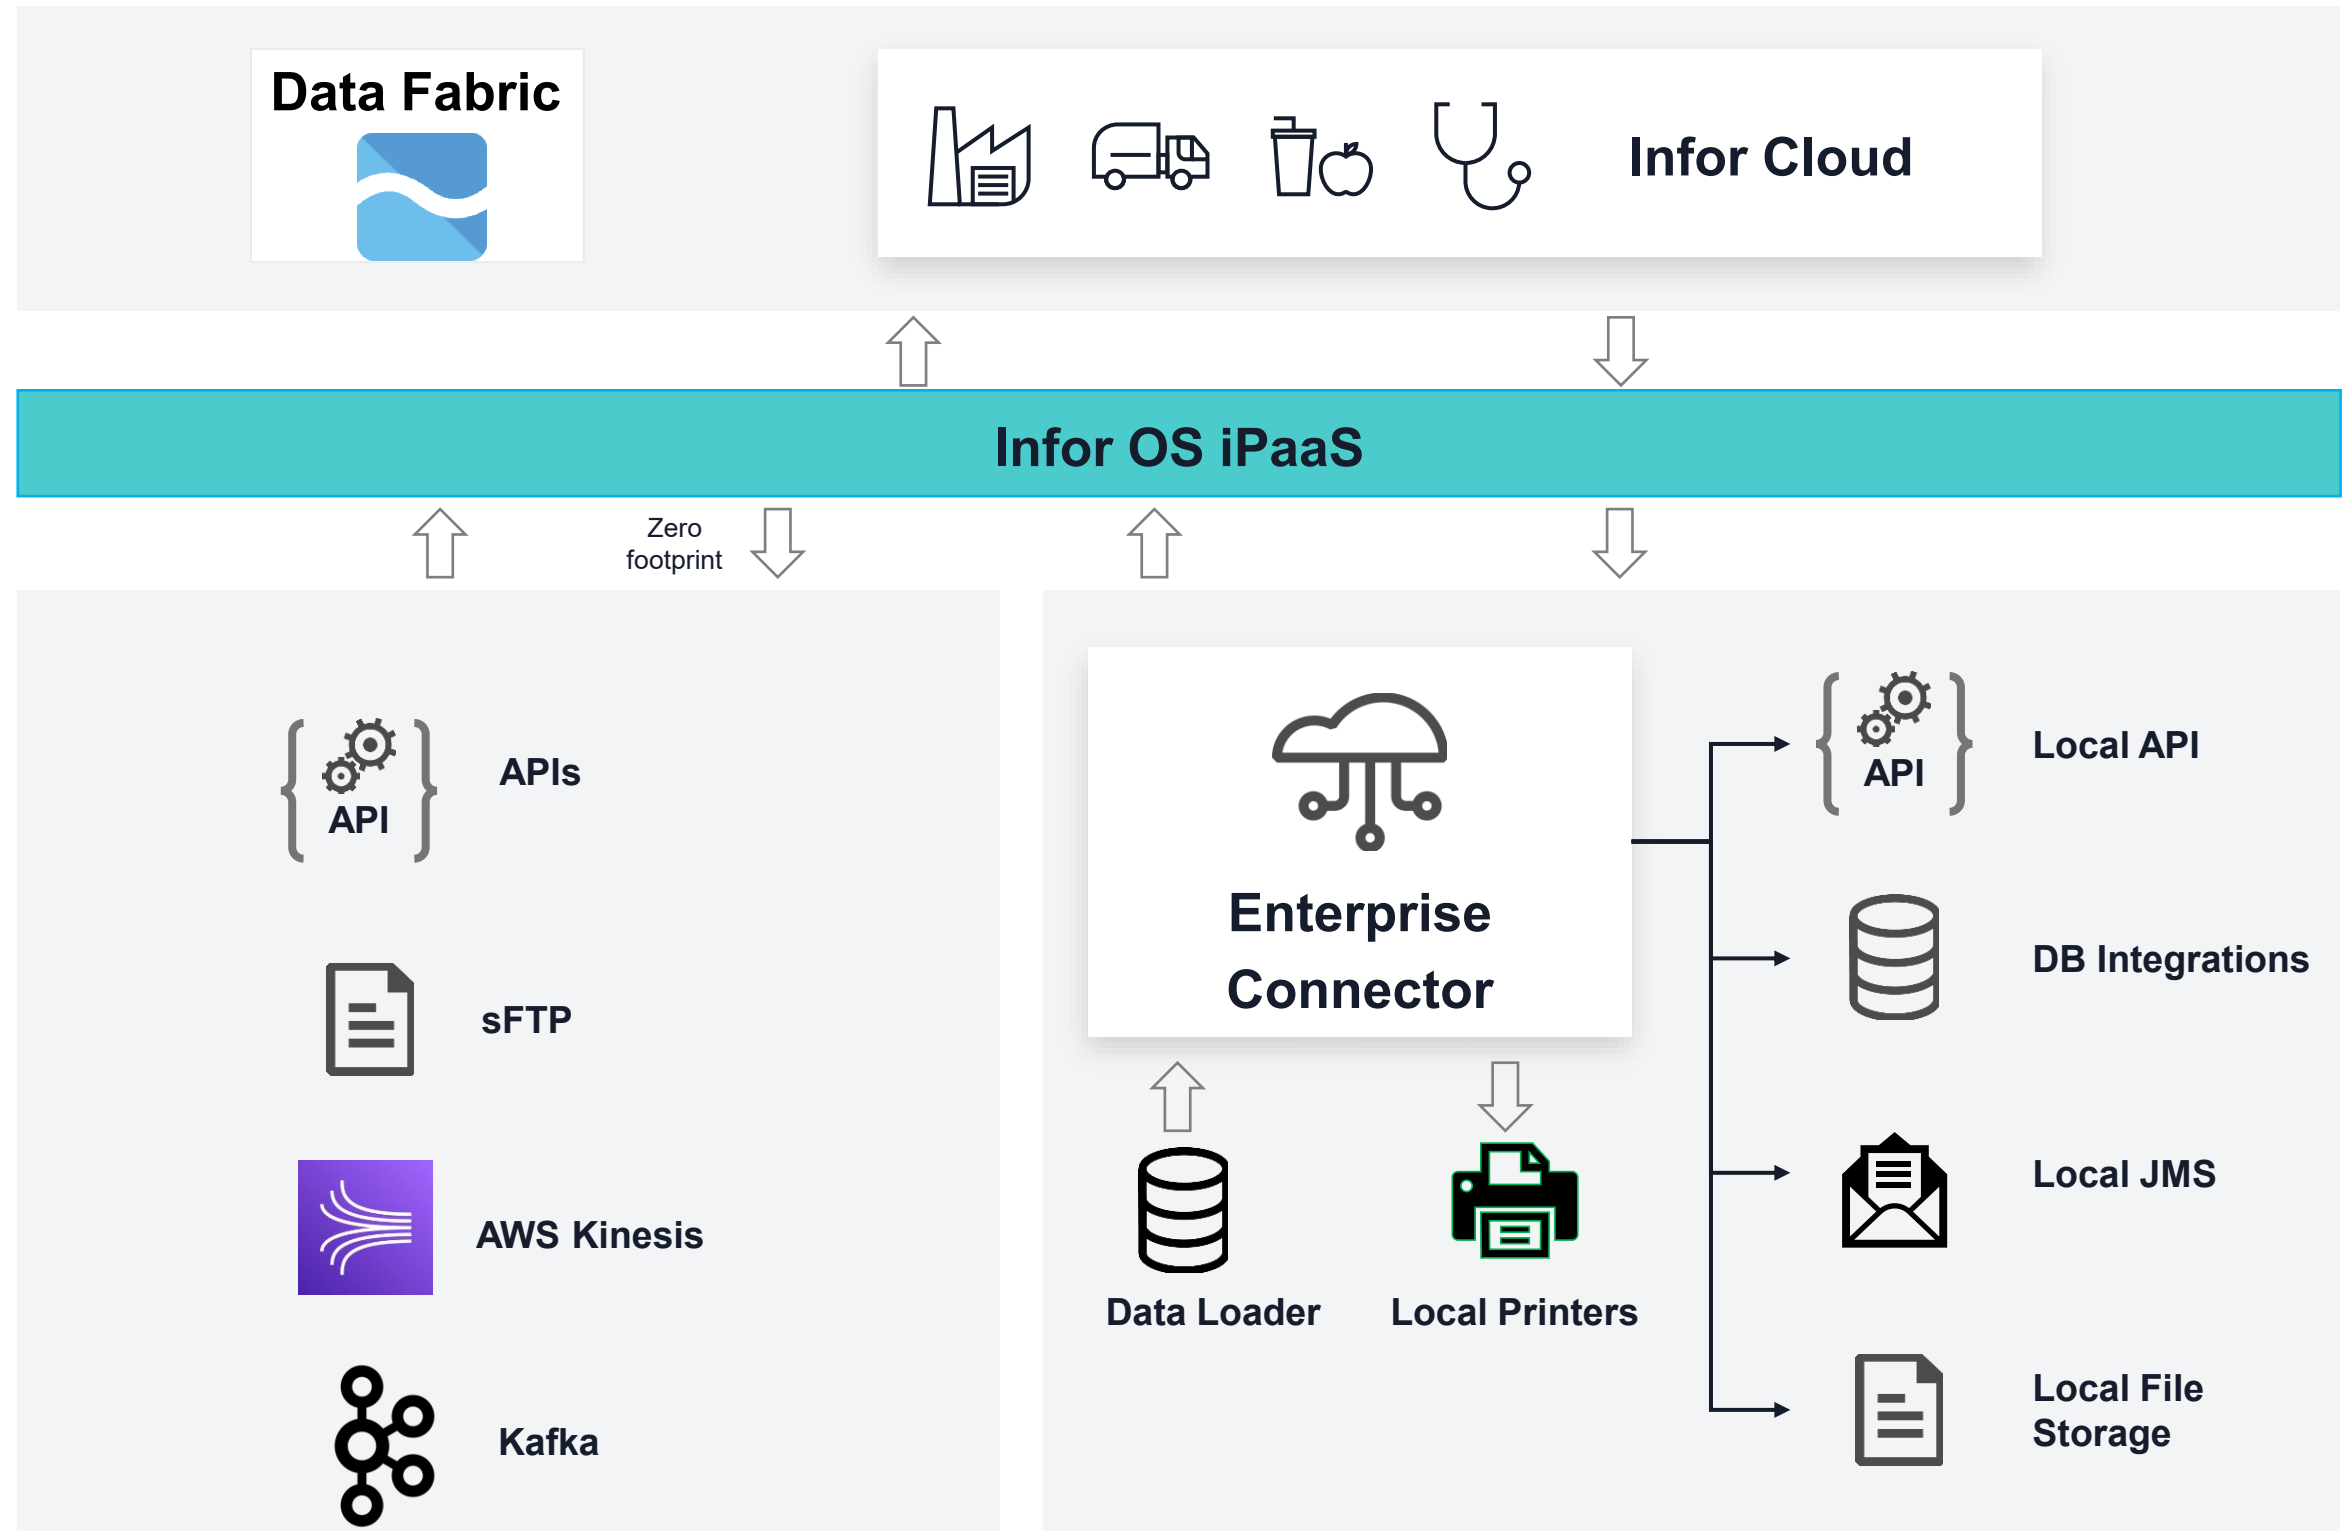 Data Fabric
Infor Cloud
Infor OS iPaaS
Zero
footprint
API
APIs
sFTP
AWS Kinesis
Kafka
Enterprise
Connector
Data Loader
Local Printers
API
Local API
DB Integrations
Local JMS
Local File
Storage